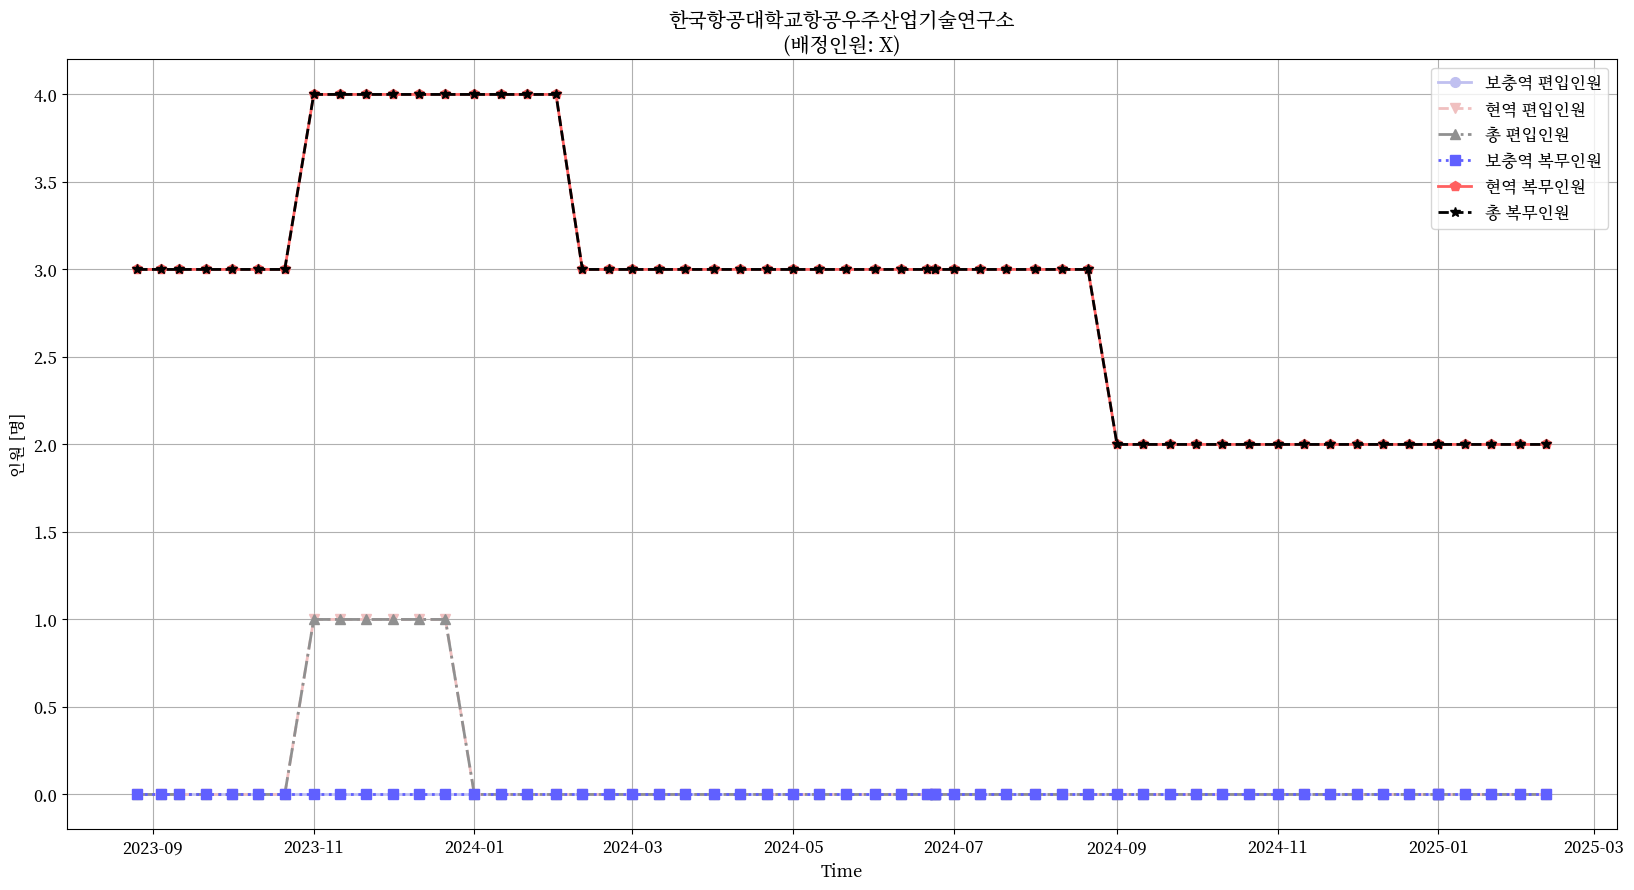 한국항공대학교항공우주산업기술연구소
(배정인원: X)
보충역 편입인원
현역 편입인원
총 편입인원
보충역 복무인원
현역 복무인원
총 복무인원
인원 [명]
4.0
3.5
3.0
2.5
2.0
1.5
1.0
0.5
0.0
2023-09
2023-11
2024-01
2024-03
2024-05
2024-07
2024-09
2024-11
2025-01
2025-03
Time